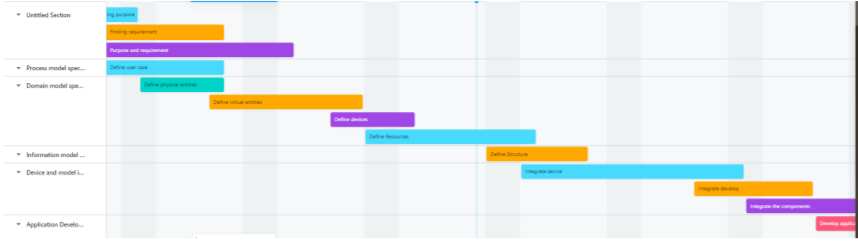 Untitled Section
ing purpose
Finding requirement
Purpose and requirement
Process model spec...
Define user case
Domain model spe...
Define physical entities
Define virtual entities
Define devices
Define Resources
Information model ...
Define Structure
Device and model i...
Integrate device
Integrate develop
Integrate the components
Application Develo...
Develop applic